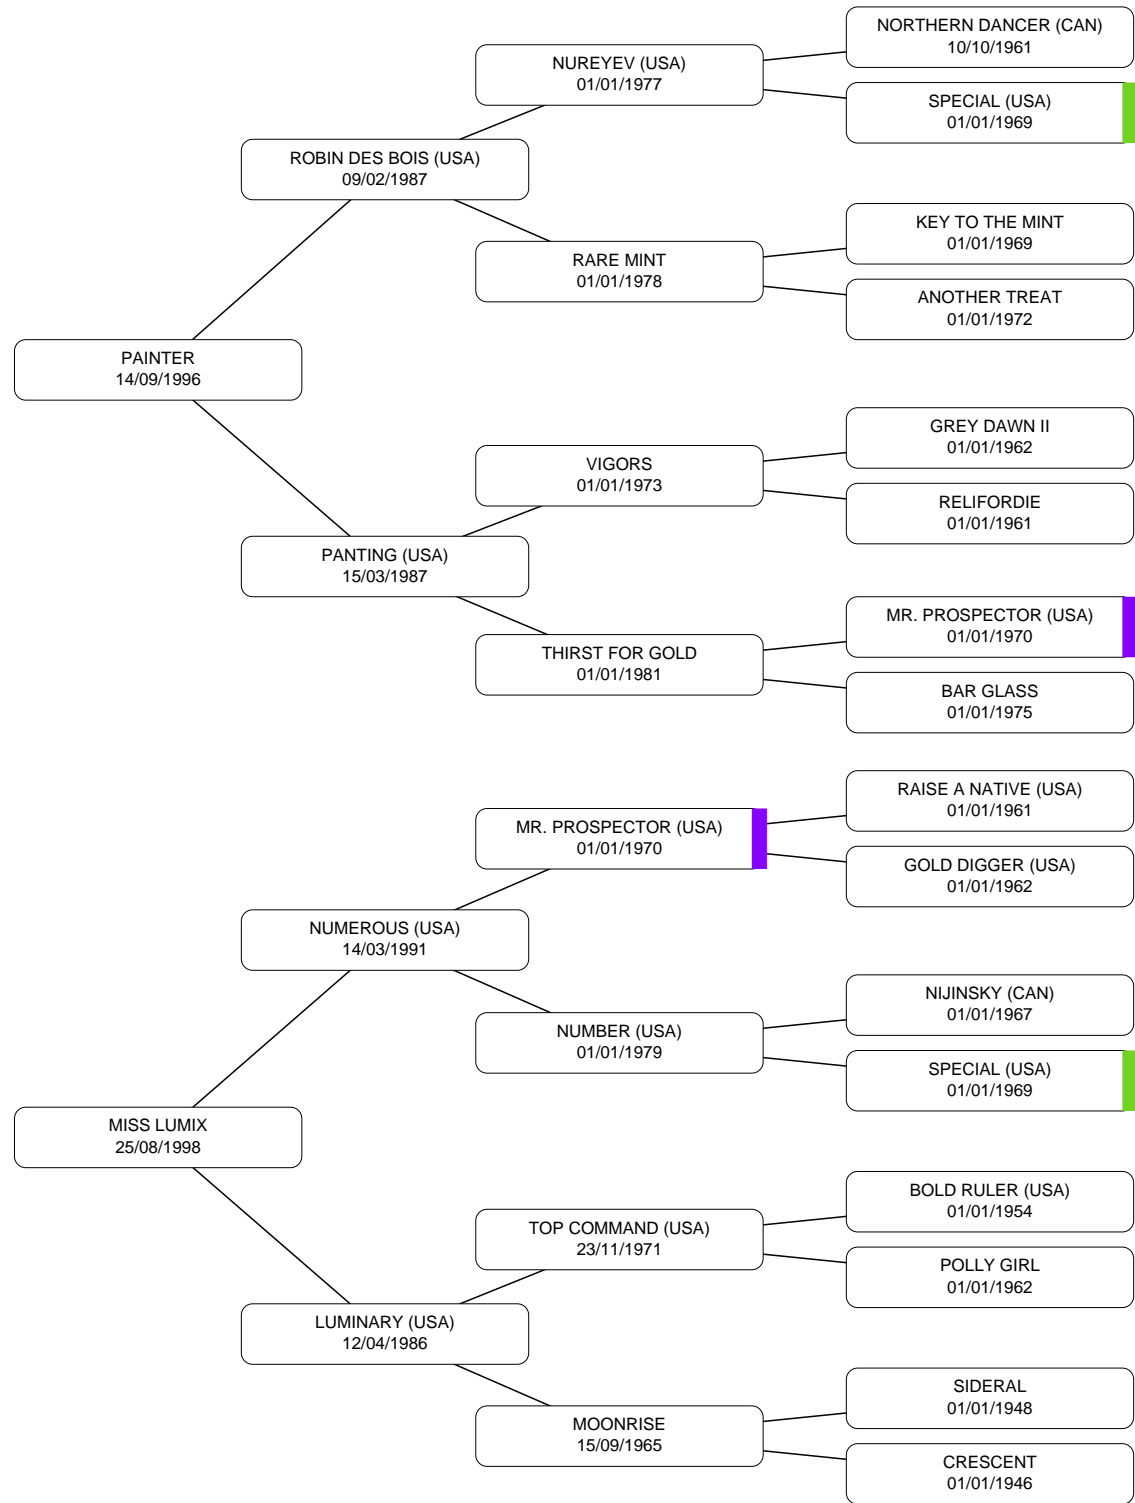 NORTHERN DANCER (CAN)
10/10/1961
NUREYEV (USA)
01/01/1977
SPECIAL (USA)
01/01/1969
ROBIN DES BOIS (USA)
09/02/1987
KEY TO THE MINT
01/01/1969
RARE MINT
01/01/1978
ANOTHER TREAT
01/01/1972
PAINTER
14/09/1996
GREY DAWN II
01/01/1962
VIGORS
01/01/1973
RELIFORDIE
01/01/1961
PANTING (USA)
15/03/1987
MR. PROSPECTOR (USA)
01/01/1970
THIRST FOR GOLD
01/01/1981
BAR GLASS
01/01/1975
RAISE A NATIVE (USA)
01/01/1961
MR. PROSPECTOR (USA)
01/01/1970
GOLD DIGGER (USA)
01/01/1962
NUMEROUS (USA)
14/03/1991
NIJINSKY (CAN)
01/01/1967
NUMBER (USA)
01/01/1979
SPECIAL (USA)
01/01/1969
MISS LUMIX
25/08/1998
BOLD RULER (USA)
01/01/1954
TOP COMMAND (USA)
23/11/1971
POLLY GIRL
01/01/1962
LUMINARY (USA)
12/04/1986
SIDERAL
01/01/1948
MOONRISE
15/09/1965
CRESCENT
01/01/1946